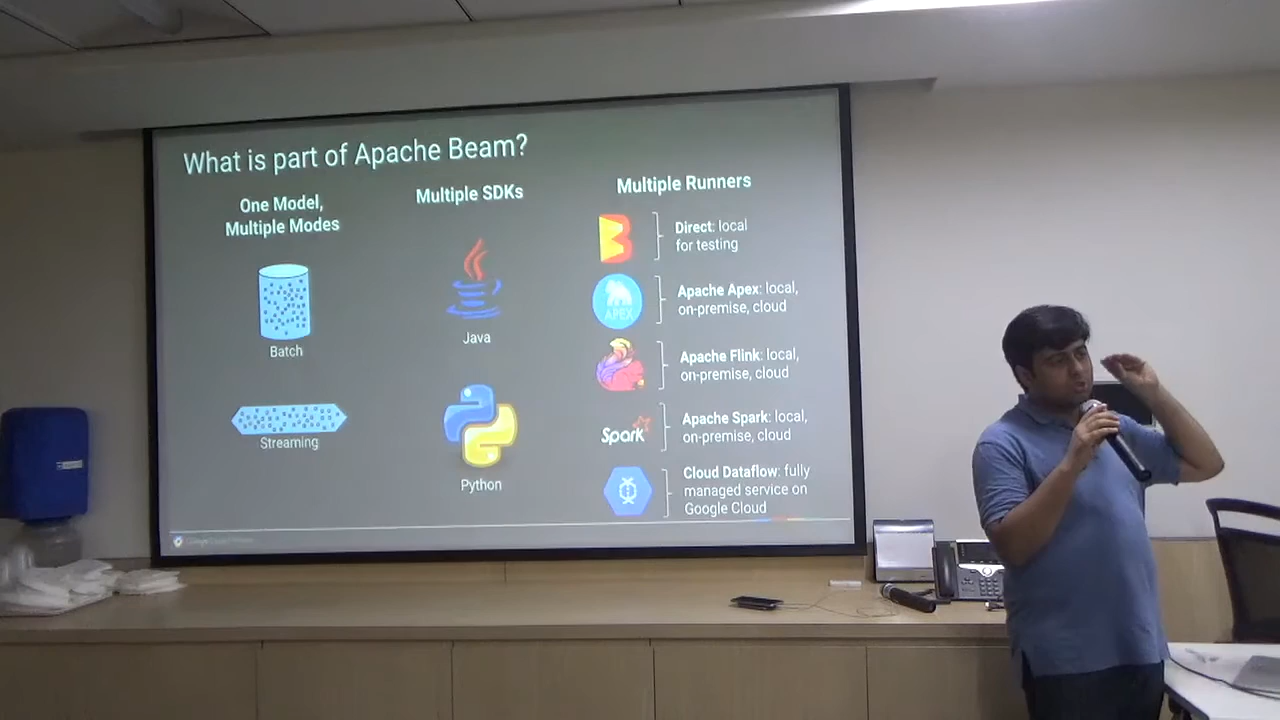 What is part of Apache Beam?
One Model,
Multiple Modes
Batch
Streaming
Multiple SDKs
Java
Python
Multiple Runners
Direct: local
for testing
APEX
Apache Apex: local,
on-premise, cloud
Apache Flink: local,
on-premise, cloud
Spark
Apache Spark: local,
on-premise, cloud
Cloud Dataflow: fully
managed service on
Google Cloud